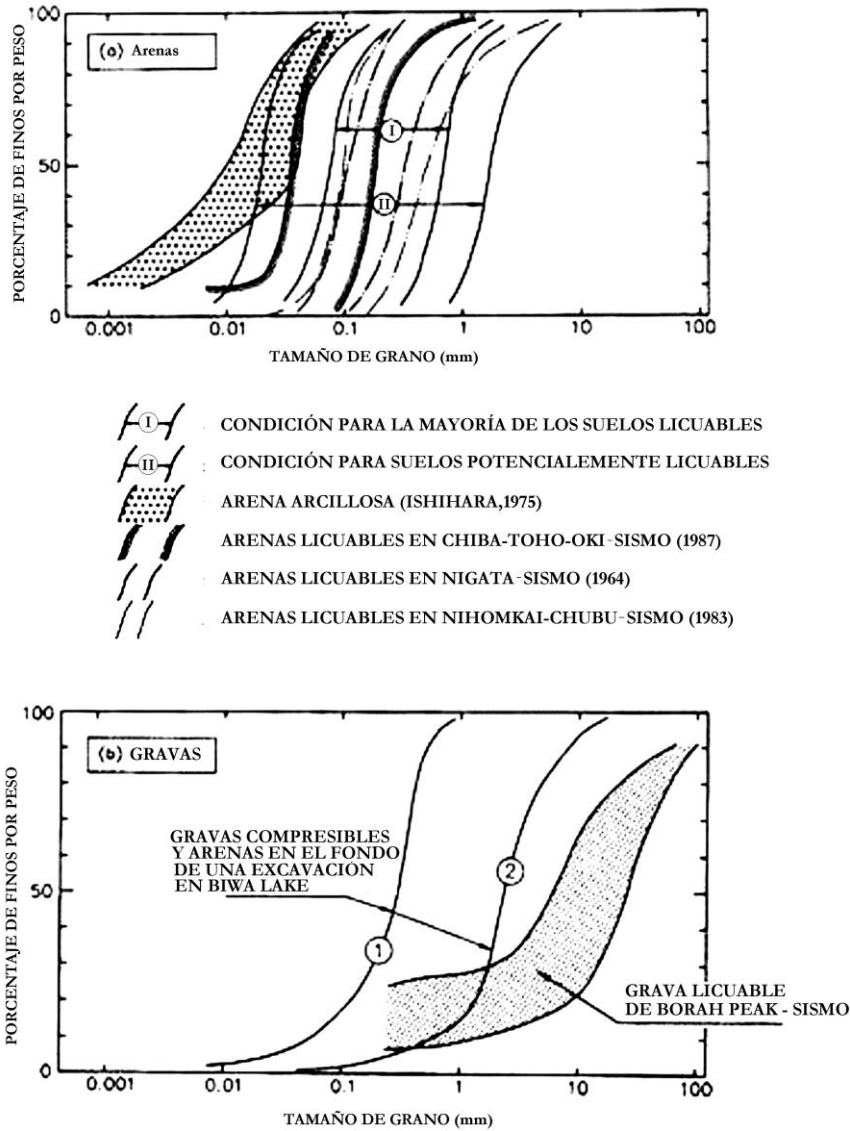 PORCENTAJE DE FINOS POR PESO
100
50
0
(a) Arenas
I
II
0.001
0.01
0.1
1
10
100
TAMAÑO DE GRANO (mm)
I
CONDICIÓN PARA LA MAYORÍA DE LOS SUELOS LICUABLES
II
CONDICIÓN PARA SUELOS POTENCIALEMENTE LICUABLES
ARENA ARCILLOSA (ISHIHARA,1975)
ARENAS LICUABLES EN CHIBA-TOHO-OKI-SISMO (1987)
ARENAS LICUABLES EN NIGATA-SISMO (1964)
ARENAS LICUABLES EN NIHOMKAI-CHUBU-SISMO (1983)
PORCENTAJE DE FINOS POR PESO
100
50
0
(b) GRAVAS
GRAVAS COMPRESIBLES
Y ARENAS EN EL FONDO
DE UNA EXCAVACIÓN
EN BIWA LAKE
1
2
GRAVA LICUABLE
DE BORAH PEAK - SISMO
0.001
0.01
0.1
1
10
100
TAMAÑO DE GRANO (mm)